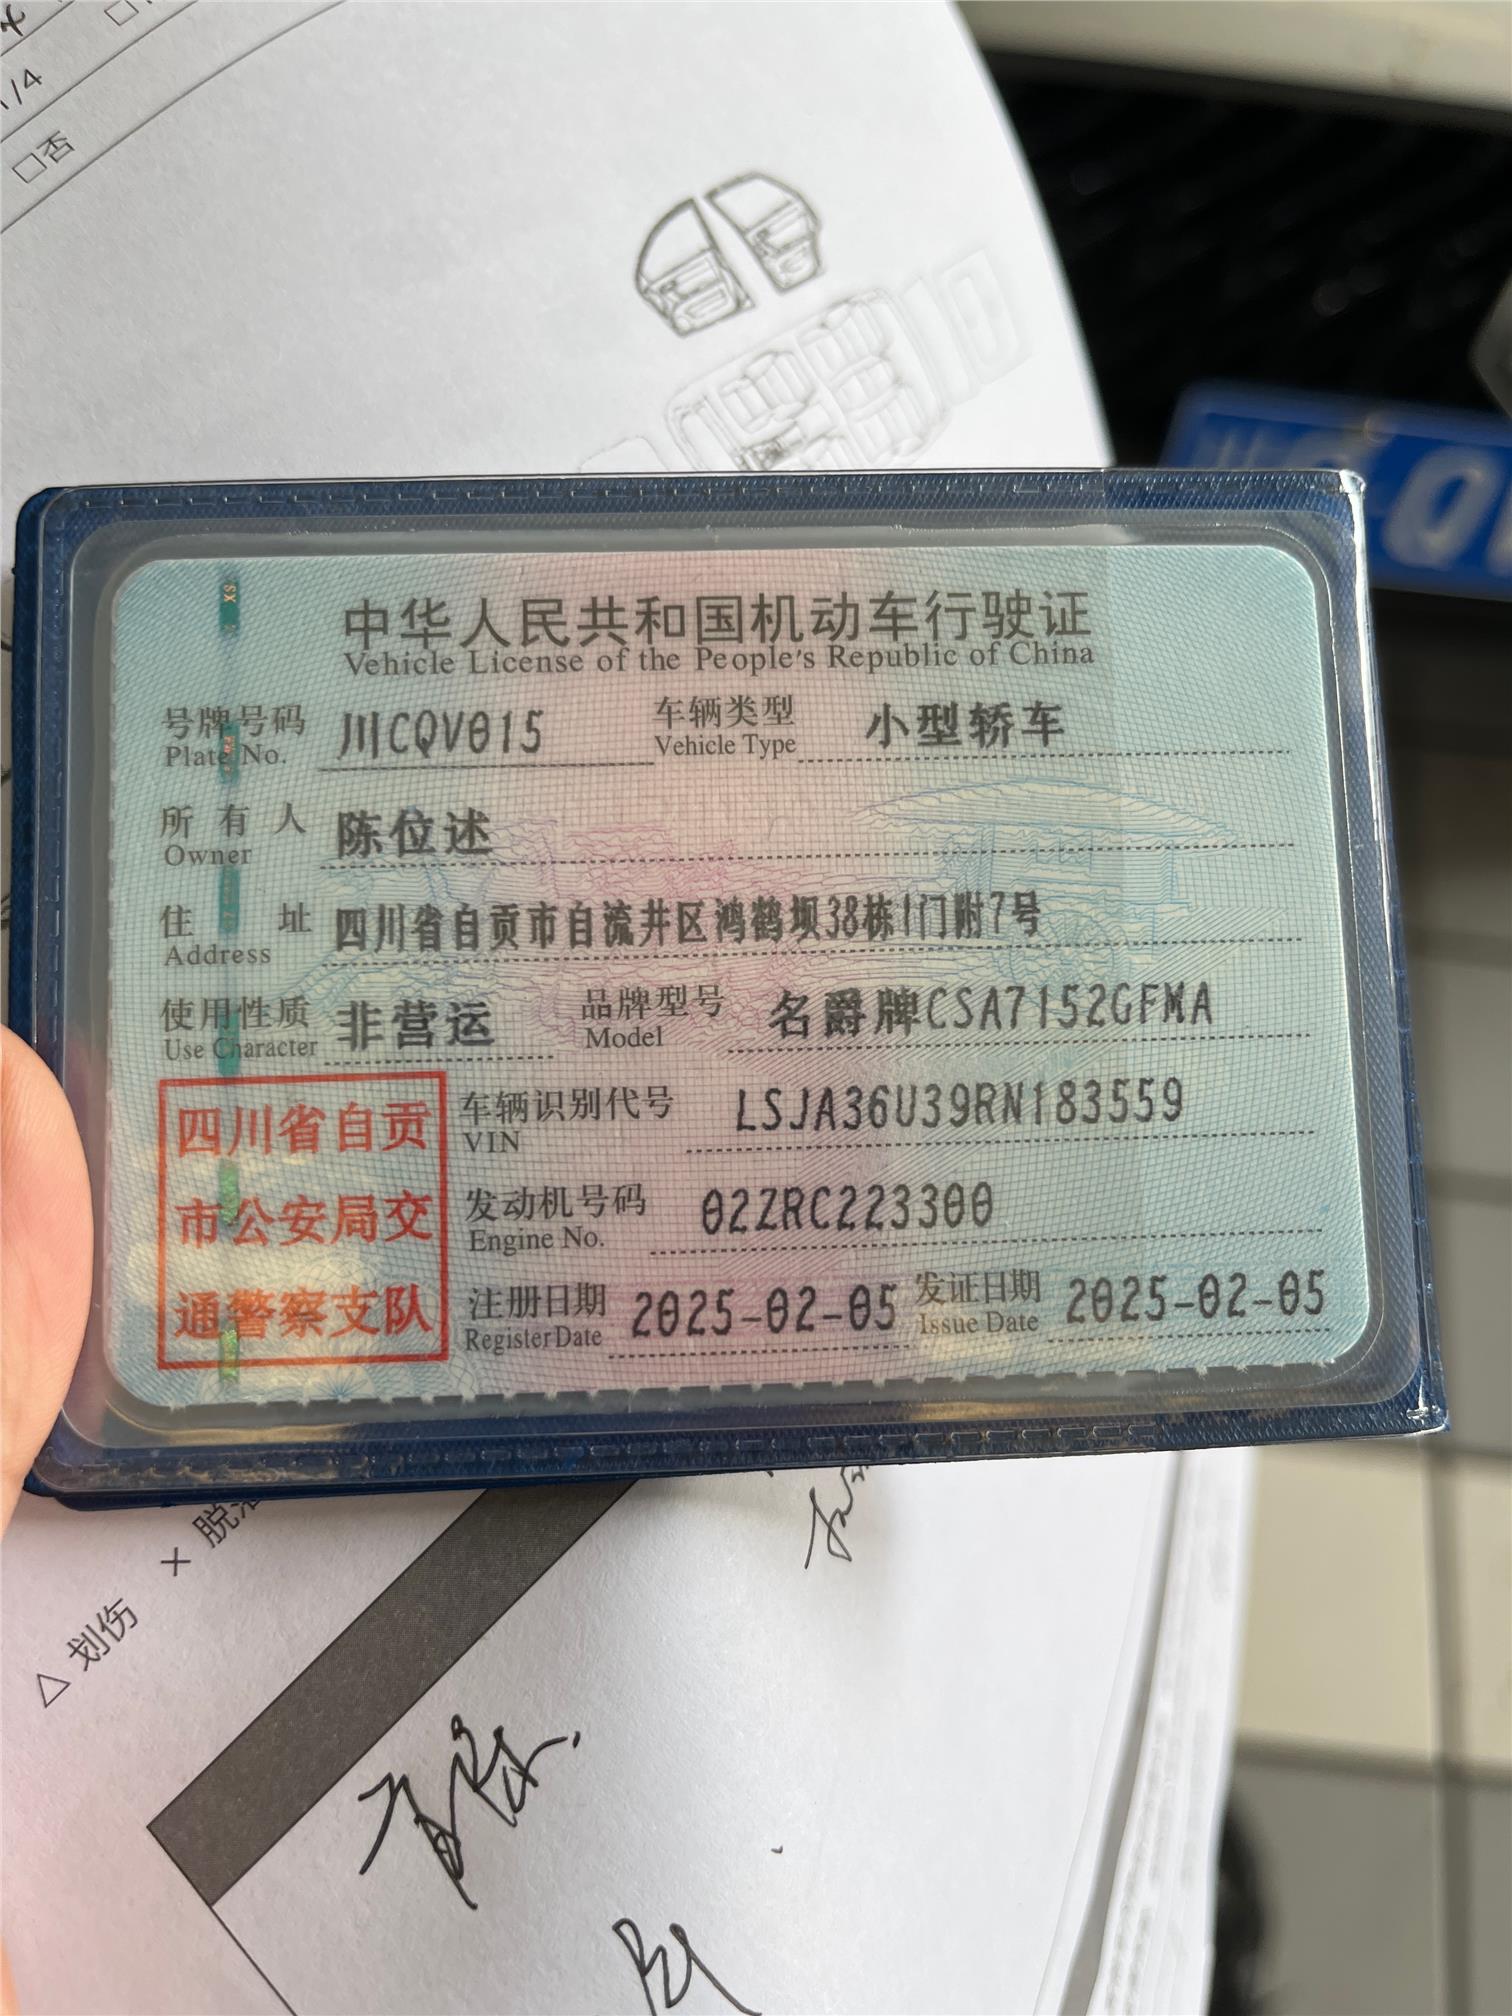 1/4
□否
中华人民共和国机动车行驶证
Vehicle License of the People's Republic of China
号牌号码 川CQV015 车辆类型 小型轿车
Plate No. Vehicle Type
所有人 陈位述
Owner
住址 四川省自贡市自流井区鸿鹤坝38栋1门附7号
Address
使用性质 非营运 品牌型号 名爵牌CSA7152GFMA
Use Character Model
四川省自贡
市公安局交
通警察支队
车辆识别代号 LSJA36U39RN183559
VIN
发动机号码 02ZRC223300
Engine No.
注册日期 2025-02-05 发证日期 2025-02-05
Register Date Issue Date
△ 划伤 × 脱